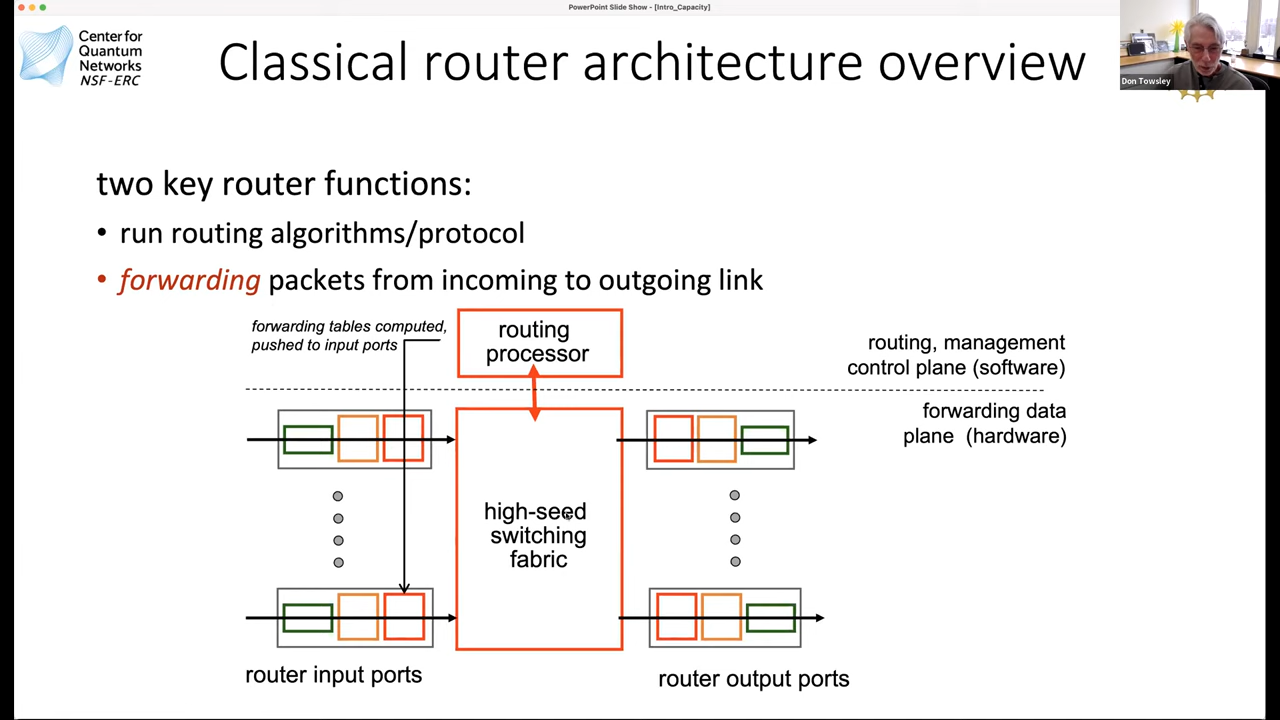 PowerPoint Slide Show - [Intro_Capacity]
Center for
Quantum
Networks
NSF-ERC
Classical router architecture overview
Don Towsley
two key router functions:
• run routing algorithms/protocol
• forwarding packets from incoming to outgoing link
forwarding tables computed,
pushed to input ports
routing
processor
routing, management
control plane (software)
forwarding data
plane (hardware)
high-seed
switching
fabric
router input ports
router output ports